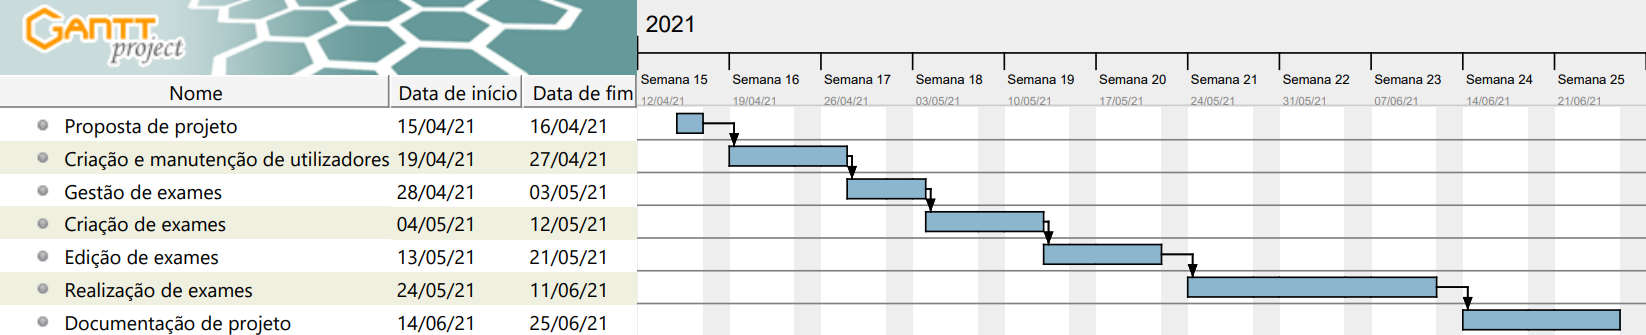 GANTT
project
2021
Semana 15 Semana 16 Semana 17 Semana 18 Semana 19 Semana 20 Semana 21 Semana 22 Semana 23 Semana 24 Semana 25
12/04/21 19/04/21 26/04/21 03/05/21 10/05/21 17/05/21 24/05/21 31/05/21 07/06/21 14/06/21 21/06/21
Nome Data de início Data de fim
Proposta de projeto 15/04/21 16/04/21
Criação e manutenção de utilizadores 19/04/21 27/04/21
Gestão de exames 28/04/21 03/05/21
Criação de exames 04/05/21 12/05/21
Edição de exames 13/05/21 21/05/21
Realização de exames 24/05/21 11/06/21
Documentação de projeto 14/06/21 25/06/21